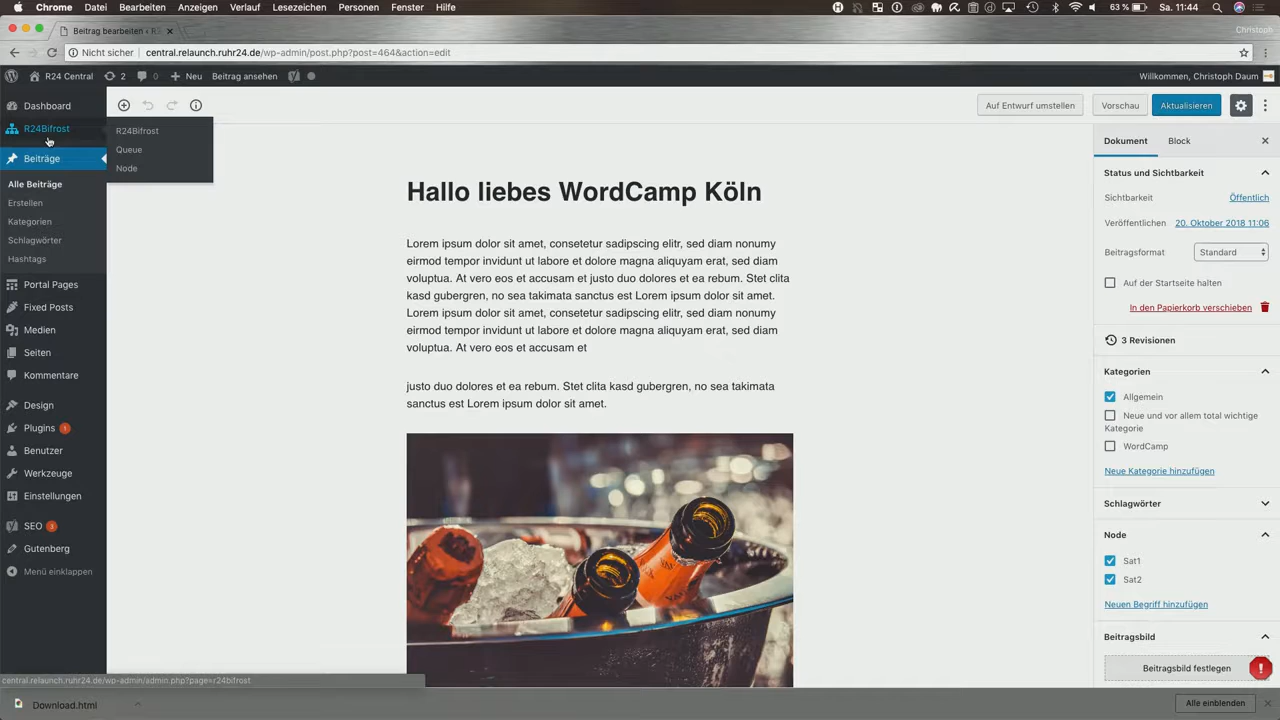 Chrome Ablage Bearbeiten Darstellung Verlauf Lesezeichen Personen Fenster Hilfe
63 % Sa. 11:44
Beitrag bearbeiten ‹ R2
Christoph
Nicht sicher central.relaunch.ruhr24.de/wp-admin/post.php?post=464&action=edit
R24 Central 2 0 Neu Beitrag ansehen
Willkommen, Christoph Daum
Dashboard
R24Bifrost
Beiträge
Alle Beiträge
Erstellen
Kategorien
Schlagwörter
Hashtags
Portal Pages
Fixed Posts
Medien
Seiten
Kommentare
Design
Plugins 1
Benutzer
Werkzeuge
Einstellungen
SEO 3
Gutenberg
Menü einklappen
R24Bifrost
Queue
Node
Auf Entwurf umstellen Vorschau Aktualisieren
Hallo liebes WordCamp Köln
Lorem ipsum dolor sit amet, consetetur sadipscing elitr, sed diam nonumy
eirmod tempor invidunt ut labore et dolore magna aliquyam erat, sed diam
voluptua. At vero eos et accusam et justo duo dolores et ea rebum. Stet clita
kasd gubergren, no sea takimata sanctus est Lorem ipsum dolor sit amet.
Lorem ipsum dolor sit amet, consetetur sadipscing elitr, sed diam nonumy
eirmod tempor invidunt ut labore et dolore magna aliquyam erat, sed diam
voluptua. At vero eos et accusam et
justo duo dolores et ea rebum. Stet clita kasd gubergren, no sea takimata
sanctus est Lorem ipsum dolor sit amet.
Dokument Block
Status und Sichtbarkeit
Sichtbarkeit Öffentlich
Veröffentlichen 20. Oktober 2018 11:06
Beitragsformat Standard
Auf der Startseite halten
In den Papierkorb verschieben
3 Revisionen
Kategorien
Allgemein
Neue und vor allem total wichtige
Kategorie
WordCamp
Neue Kategorie hinzufügen
Schlagwörter
Node
Sat1
Sat2
Neuen Begriff hinzufügen
Beitragsbild
Beitragsbild festlegen
central.relaunch.ruhr24.de/wp-admin/admin.php?page=r24bifrost
Download.html
Alle einblenden